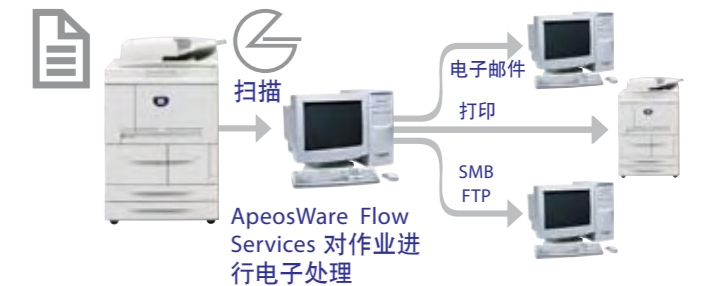 扫描
电子邮件
打印
SMB
FTP
ApeosWare Flow
Services 对作业进
行电子处理